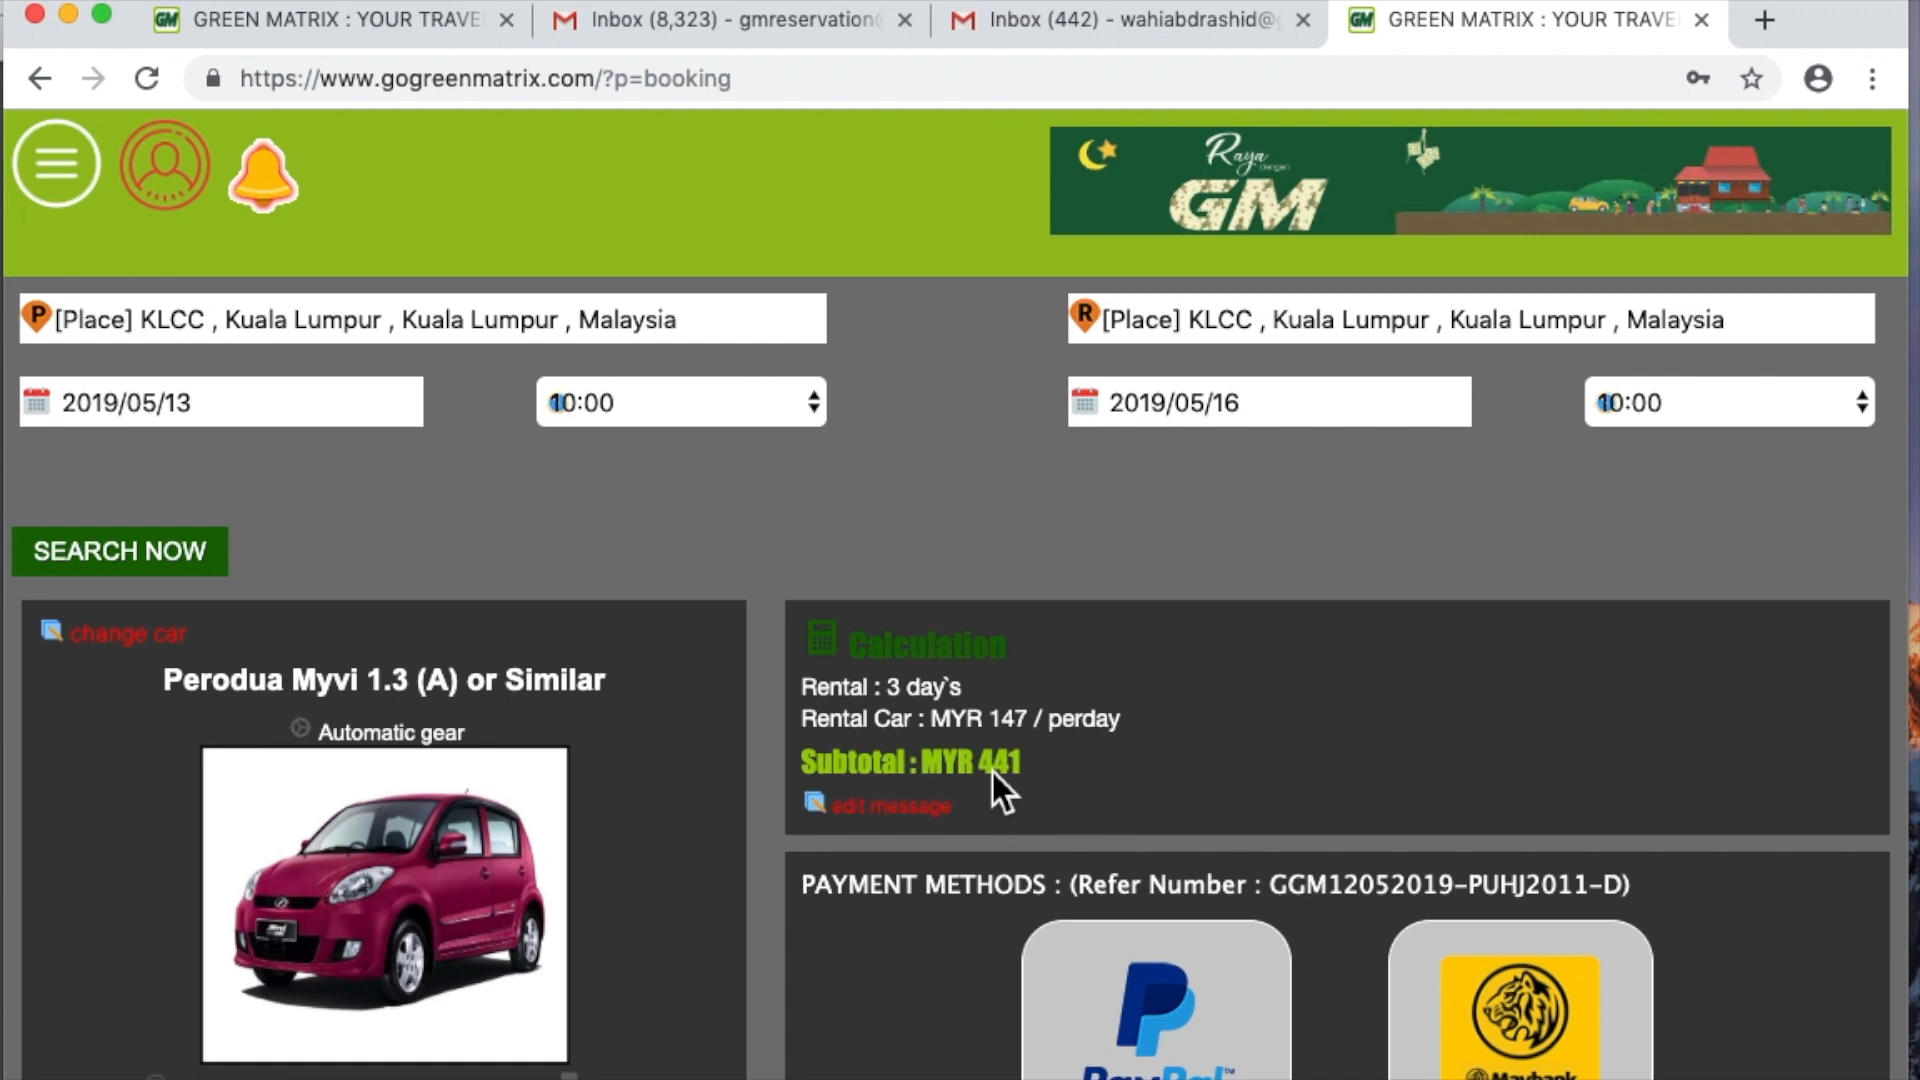 GREEN MATRIX : YOUR TRAVE
Inbox (8,323) - gmreservation@
Inbox (442) - wahiabdrashid@g
GREEN MATRIX : YOUR TRAVE
https://www.gogreenmatrix.com/?p=booking
Raya
dengan
GM
P [Place] KLCC , Kuala Lumpur , Kuala Lumpur , Malaysia
R [Place] KLCC , Kuala Lumpur , Kuala Lumpur , Malaysia
2019/05/13
10:00
2019/05/16
10:00
SEARCH NOW
change car
Perodua Myvi 1.3 (A) or Similar
Automatic gear
Calculation
Rental : 3 day`s
Rental Car : MYR 147 / perday
Subtotal : MYR 441
edit message
PAYMENT METHODS : (Refer Number : GGM12052019-PUHJ2011-D)
PayPal™
Maybank